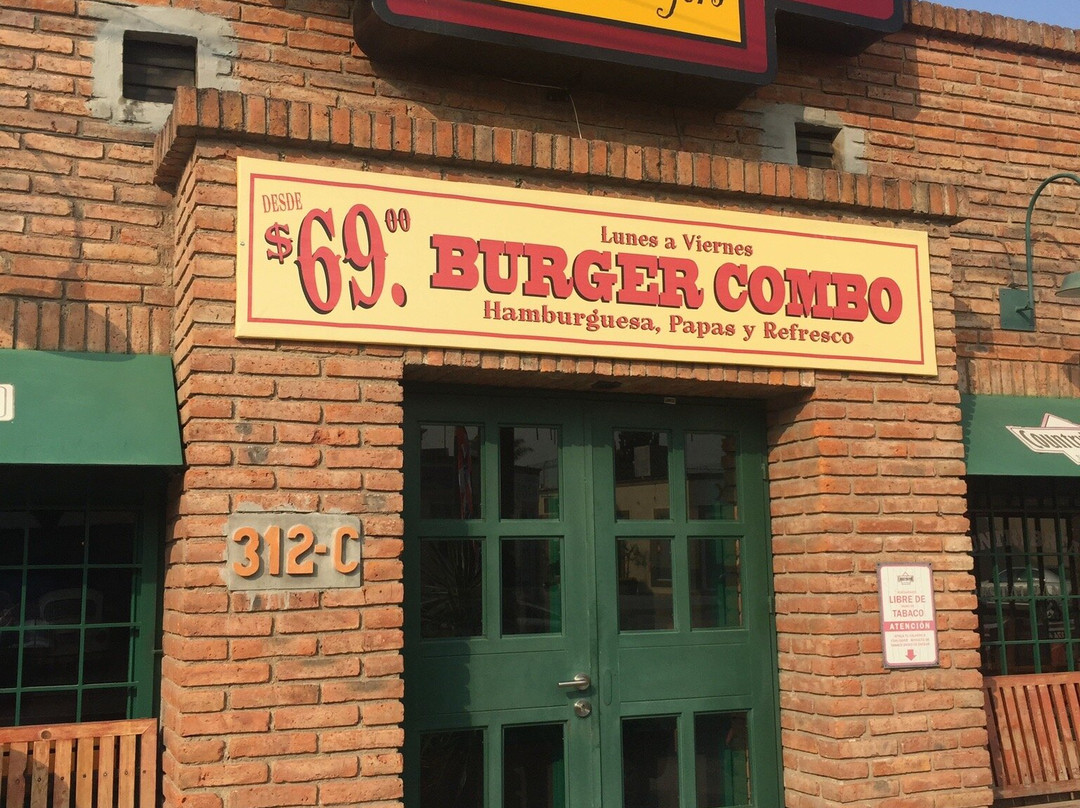 DESDE
$69.00
Lunes a Viernes
BURGER COMBO
Hamburguesa, Papas y Refresco
312-C
LIBRE DE
TABACO
ATENCIÓN